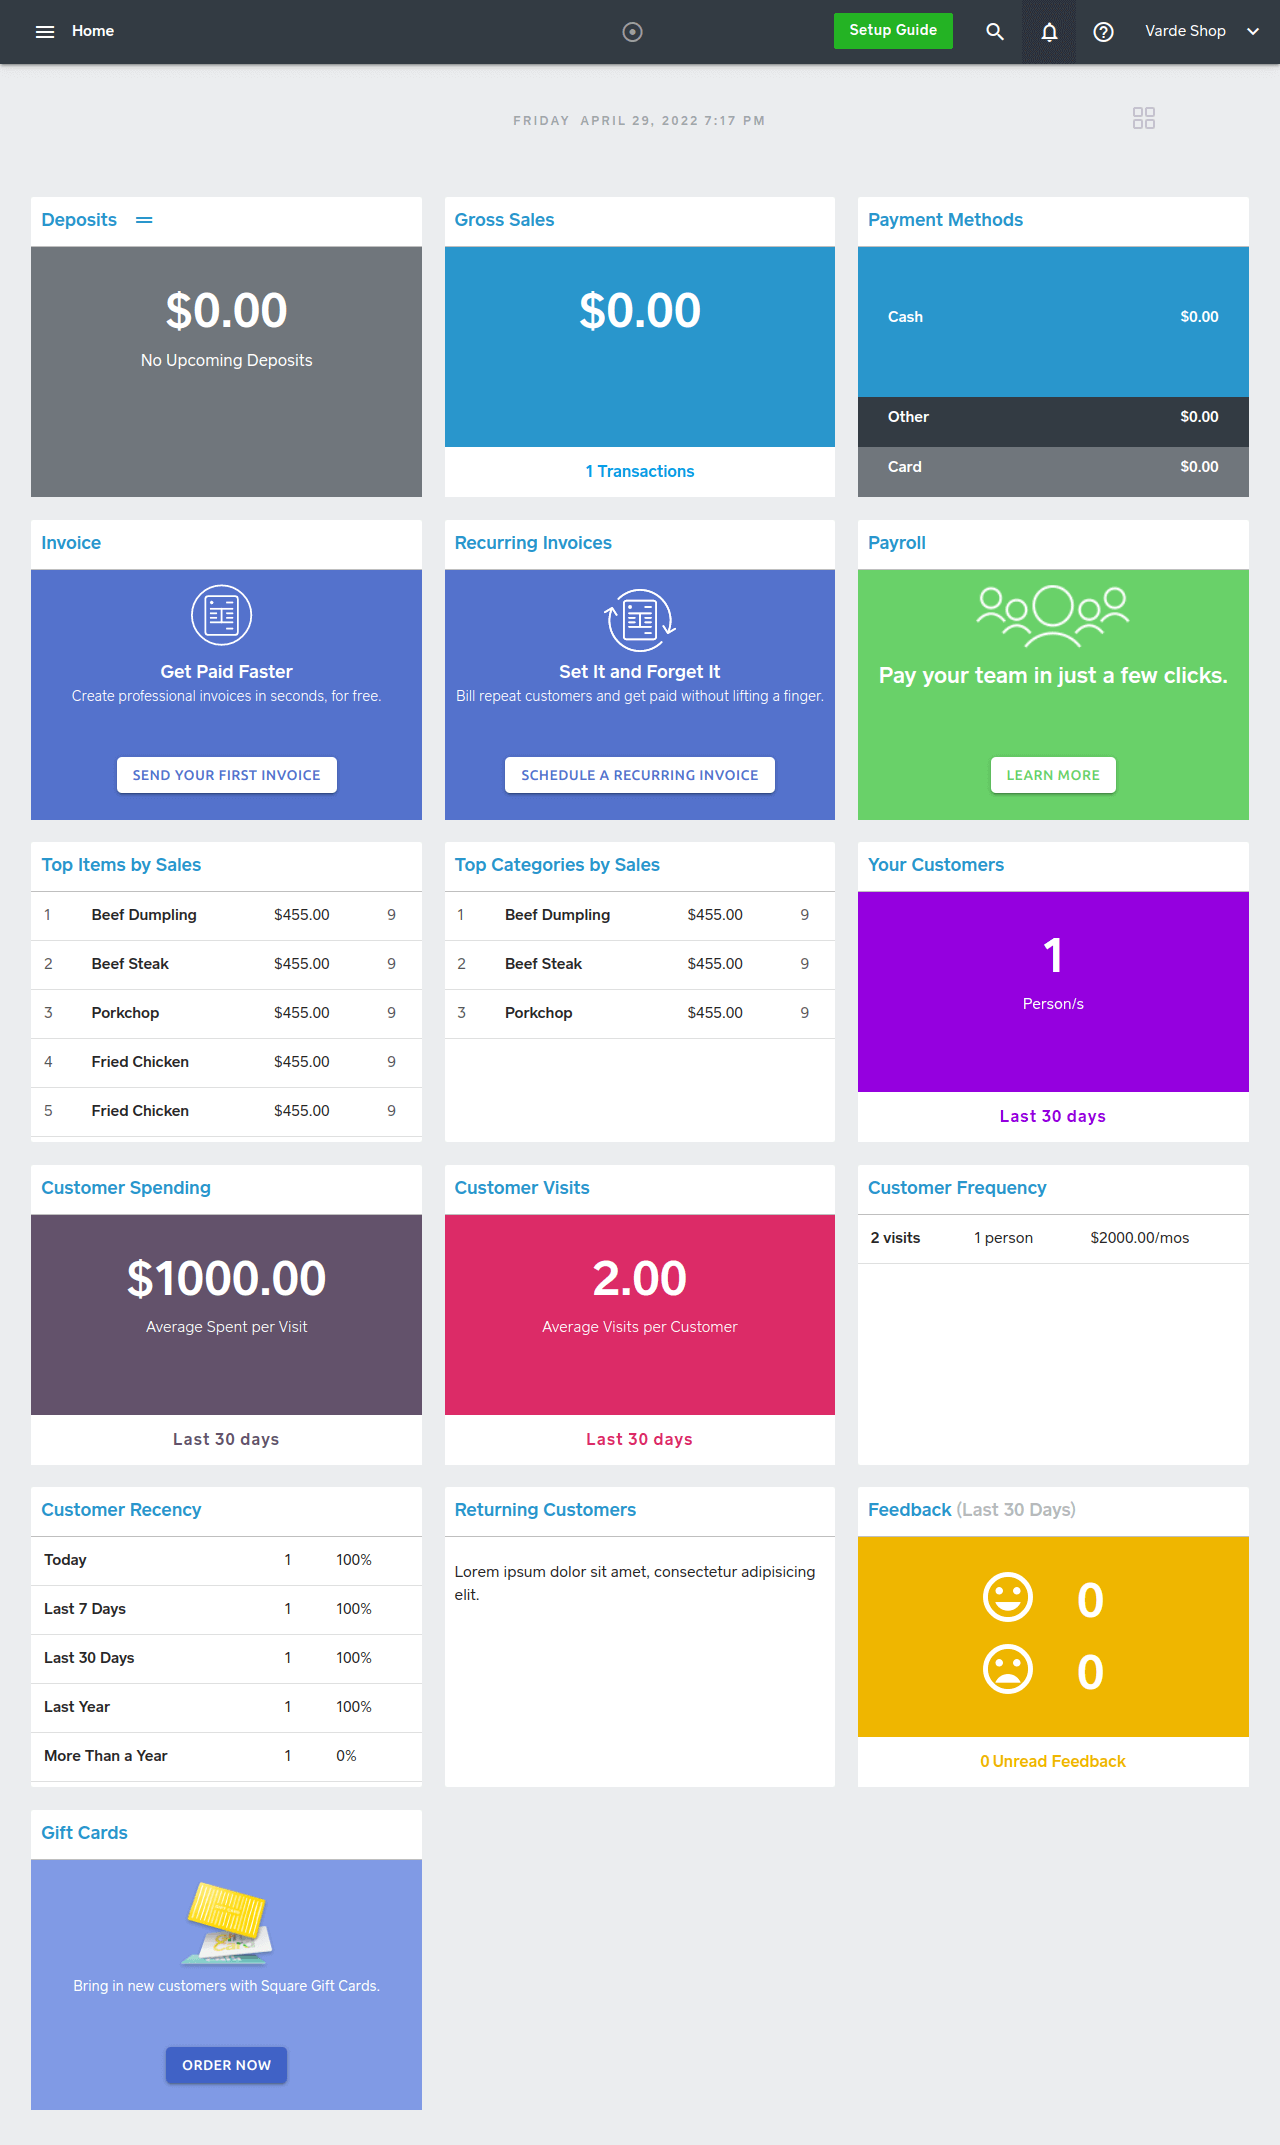 Home
Setup Guide
Varde Shop
FRIDAY APRIL 29, 2022 7:17 PM
Deposits
$0.00
No Upcoming Deposits
Gross Sales
$0.00
1 Transactions
Payment Methods
Cash $0.00
Other $0.00
Card $0.00
Invoice
Get Paid Faster
Create professional invoices in seconds, for free.
SEND YOUR FIRST INVOICE
Recurring Invoices
Set It and Forget It
Bill repeat customers and get paid without lifting a finger.
SCHEDULE A RECURRING INVOICE
Payroll
Pay your team in just a few clicks.
LEARN MORE
Top Items by Sales
1 Beef Dumpling $455.00 9
2 Beef Steak $455.00 9
3 Porkchop $455.00 9
4 Fried Chicken $455.00 9
5 Fried Chicken $455.00 9
Top Categories by Sales
1 Beef Dumpling $455.00 9
2 Beef Steak $455.00 9
3 Porkchop $455.00 9
Your Customers
1
Person/s
Last 30 days
Customer Spending
$1000.00
Average Spent per Visit
Last 30 days
Customer Visits
2.00
Average Visits per Customer
Last 30 days
Customer Frequency
2 visits 1 person $2000.00/mos
Customer Recency
Today 1 100%
Last 7 Days 1 100%
Last 30 Days 1 100%
Last Year 1 100%
More Than a Year 1 0%
Returning Customers
Lorem ipsum dolor sit amet, consectetur adipisicing
elit.
Feedback (Last 30 Days)
0
0
0 Unread Feedback
Gift Cards
Bring in new customers with Square Gift Cards.
ORDER NOW